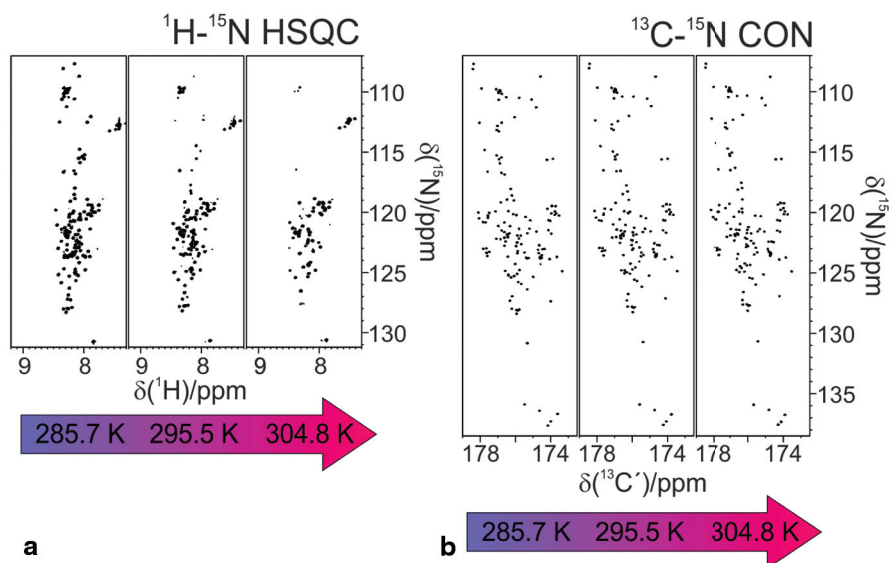 ¹H-¹⁵N HSQC
110
115
120
125
130
δ(¹⁵N)/ppm
9 8 9 8 9 8
δ(¹H)/ppm
285.7 K 295.5 K 304.8 K
a
¹³C-¹⁵N CON
110
115
120
125
130
135
δ(¹⁵N)/ppm
178 174 178 174 178 174
δ(¹³C´)/ppm
285.7 K 295.5 K 304.8 K
b